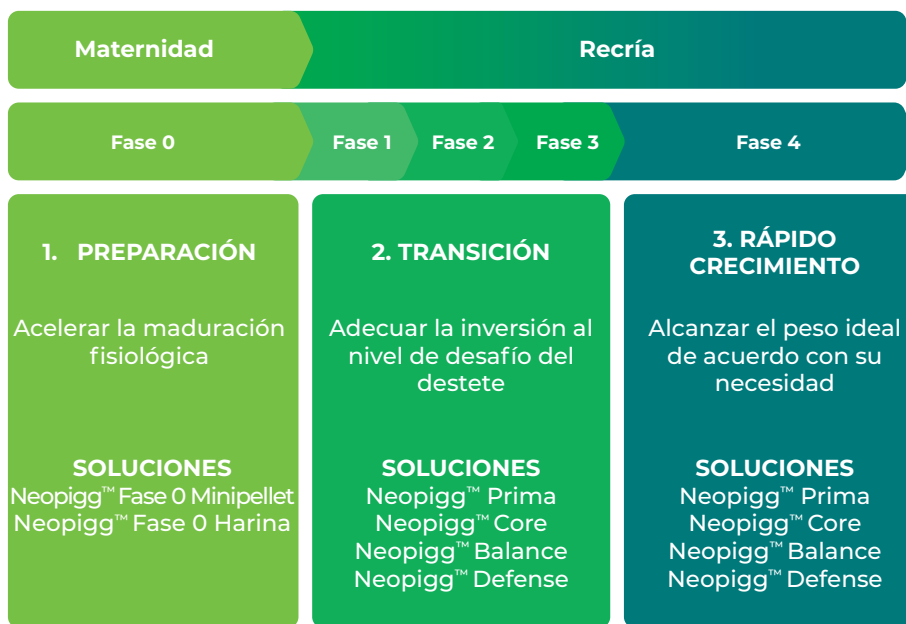 Maternidad
Recría
Fase 0
Fase 1
Fase 2
Fase 3
Fase 4
1. PREPARACIÓN
Acelerar la maduración
fisiológica
SOLUCIONES
Neopigg™ Fase 0 Minipellet
Neopigg™ Fase 0 Harina
2. TRANSICIÓN
Adecuar la inversión al
nivel de desafío del
destete
SOLUCIONES
Neopigg™ Prima
Neopigg™ Core
Neopigg™ Balance
Neopigg™ Defense
3. RÁPIDO
CRECIMIENTO
Alcanzar el peso ideal
de acuerdo con su
necesidad
SOLUCIONES
Neopigg™ Prima
Neopigg™ Core
Neopigg™ Balance
Neopigg™ Defense